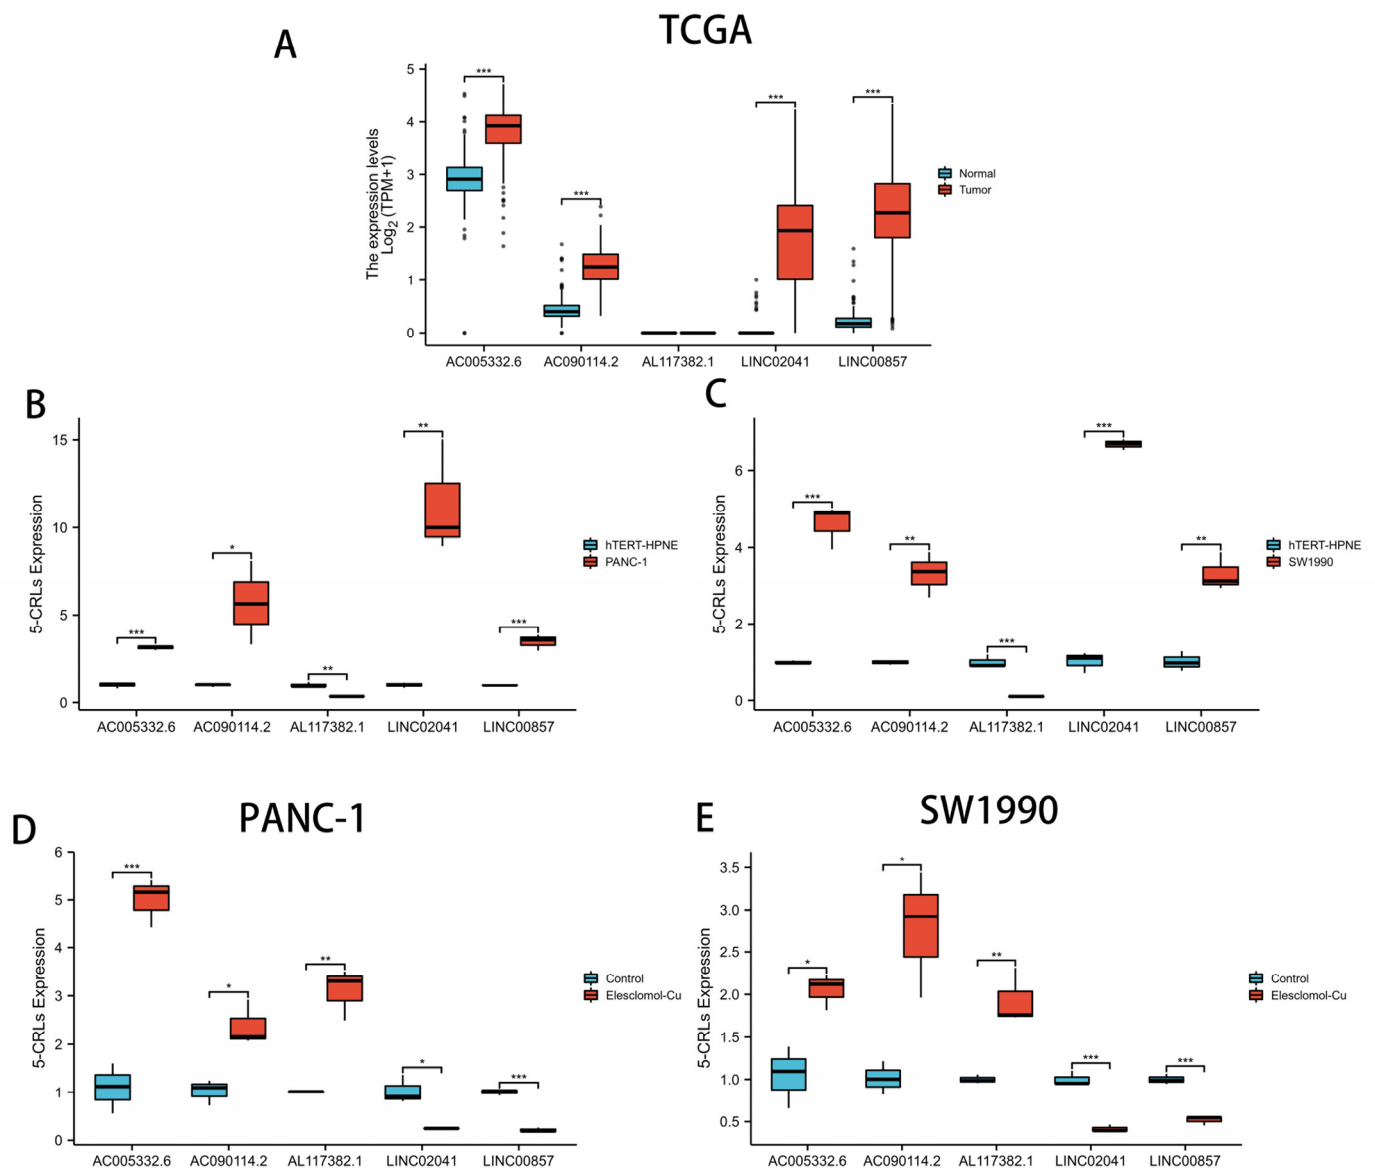 TCGA
A
The expression levels
Log2 (TPM+1)
5
4
3
2
1
0
***
***
***
***
Normal
Tumor
AC005332.6 AC090114.2 AL117382.1 LINC02041 LINC00857
B
5-CRLs Expression
15
10
5
0
***
*
**
**
***
hTERT-HPNE
PANC-1
AC005332.6 AC090114.2 AL117382.1 LINC02041 LINC00857
C
5-CRLs Expression
6
4
2
0
***
**
***
***
**
hTERT-HPNE
SW1990
AC005332.6 AC090114.2 AL117382.1 LINC02041 LINC00857
D
PANC-1
5-CRLs Expression
6
5
4
3
2
1
0
***
*
**
*
***
Control
Elesclomol-Cu
AC005332.6 AC090114.2 AL117382.1 LINC02041 LINC00857
E
SW1990
5-CRLs Expression
3.5
3.0
2.5
2.0
1.5
1.0
0.5
*
*
**
***
***
Control
Elesclomol-Cu
AC005332.6 AC090114.2 AL117382.1 LINC02041 LINC00857